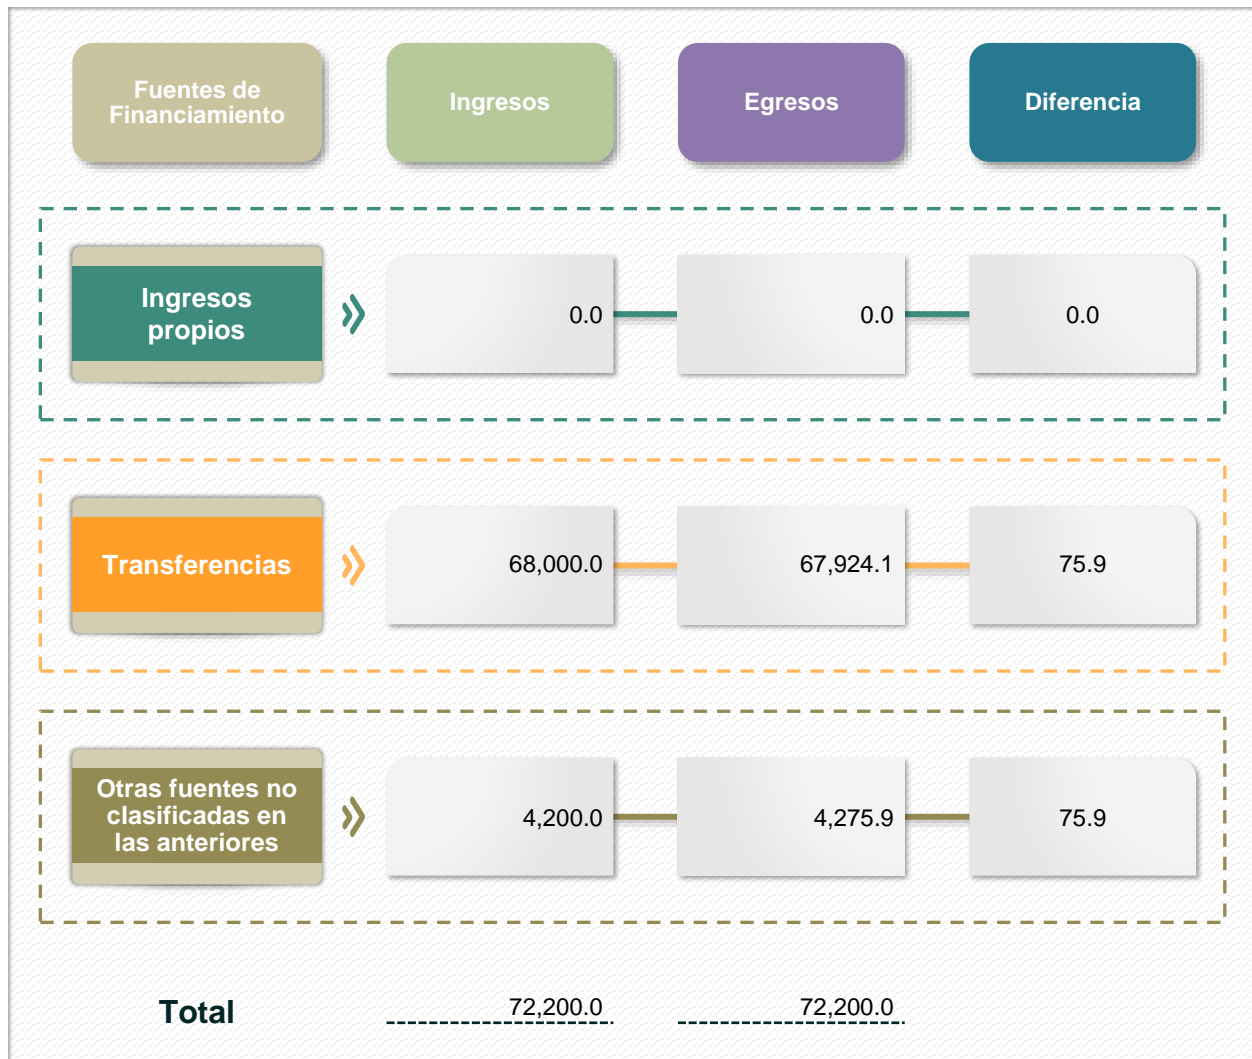 Fuentes de
Financiamiento
Ingresos
Egresos
Diferencia
Ingresos
propios
0.0
0.0
0.0
Transferencias
68,000.0
67,924.1
75.9
Otras fuentes no
clasificadas en
las anteriores
4,200.0
4,275.9
75.9
Total
72,200.0
72,200.0